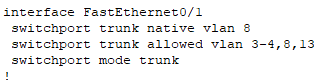 interface FastEthernet0/1
 switchport trunk native vlan 8
 switchport trunk allowed vlan 3-4,8,13
 switchport mode trunk
!